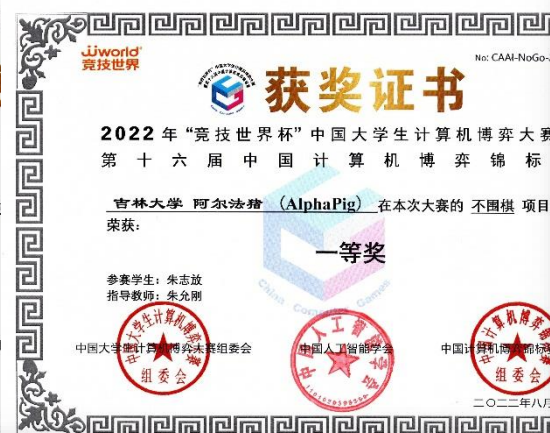 JJworld®
竞技世界
No: CAAI-NoGo-
获奖证书
2022年“竞技世界杯”中国大学生计算机博弈大赛
第十六届中国计算机博弈锦标
吉林大学 阿尔法猪 （AlphaPig） 在本次大赛的 不围棋 项目
荣获：
一等奖
China Computer Games
参赛学生：朱志放
指导教师：朱允刚
中国大学生计算机博弈大赛组委会
中国人工智能学会
中国计算机博弈锦标
组委会
组委会
二〇二二年八月